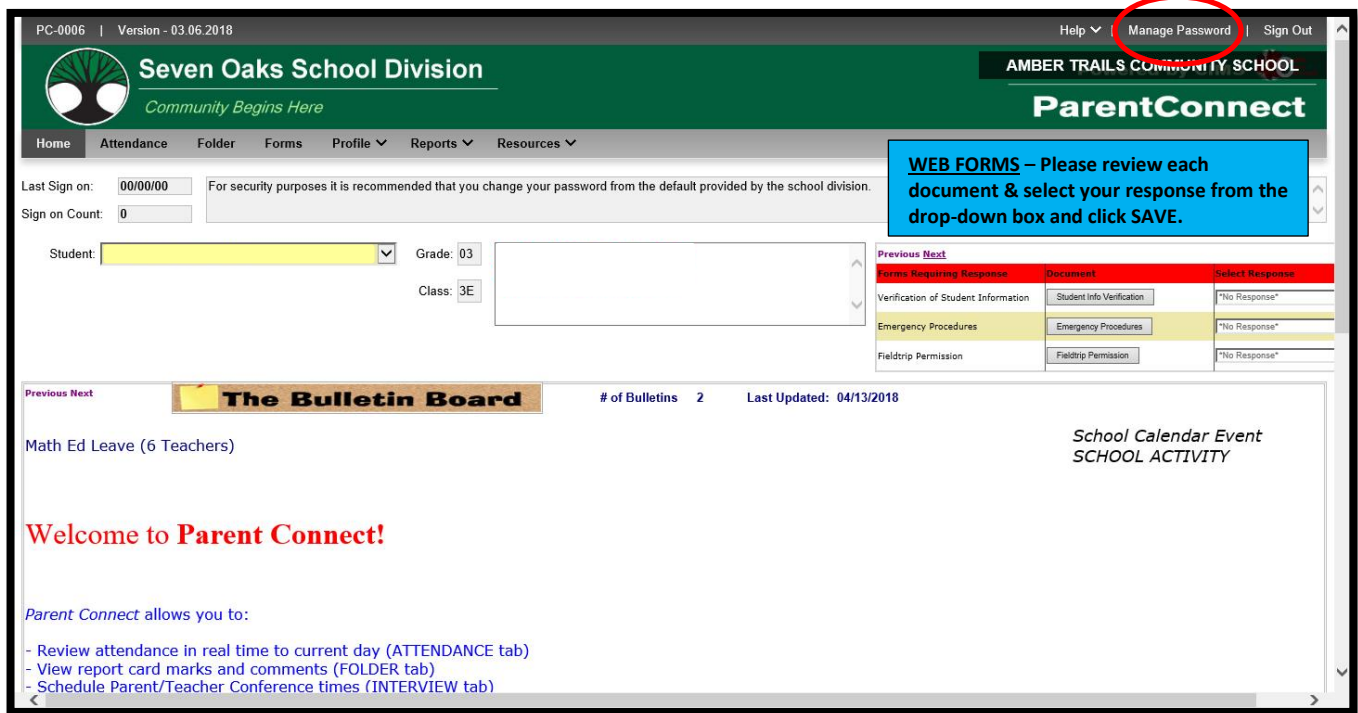 PC-0006 | Version - 03.06.2018
Help | Manage Password | Sign Out
Seven Oaks School Division
Community Begins Here
AMBER TRAILS COMMUNITY SCHOOL
ParentConnect
Home Attendance Folder Forms Profile Reports Resources
WEB FORMS – Please review each
document & select your response from the
drop-down box and click SAVE.
Last Sign on: 00/00/00
For security purposes it is recommended that you change your password from the default provided by the school division.
Sign on Count: 0
Student:
Grade: 03
Class: 3E
Previous Next
Forms Requiring Response Document Select Response
Verification of Student Information Student Info Verification *No Response*
Emergency Procedures Emergency Procedures *No Response*
Fieldtrip Permission Fieldtrip Permission *No Response*
Previous Next
The Bulletin Board
# of Bulletins 2 Last Updated: 04/13/2018
Math Ed Leave (6 Teachers)
School Calendar Event
SCHOOL ACTIVITY
Welcome to Parent Connect!
Parent Connect allows you to:
- Review attendance in real time to current day (ATTENDANCE tab)
- View report card marks and comments (FOLDER tab)
- Schedule Parent/Teacher Conference times (INTERVIEW tab)